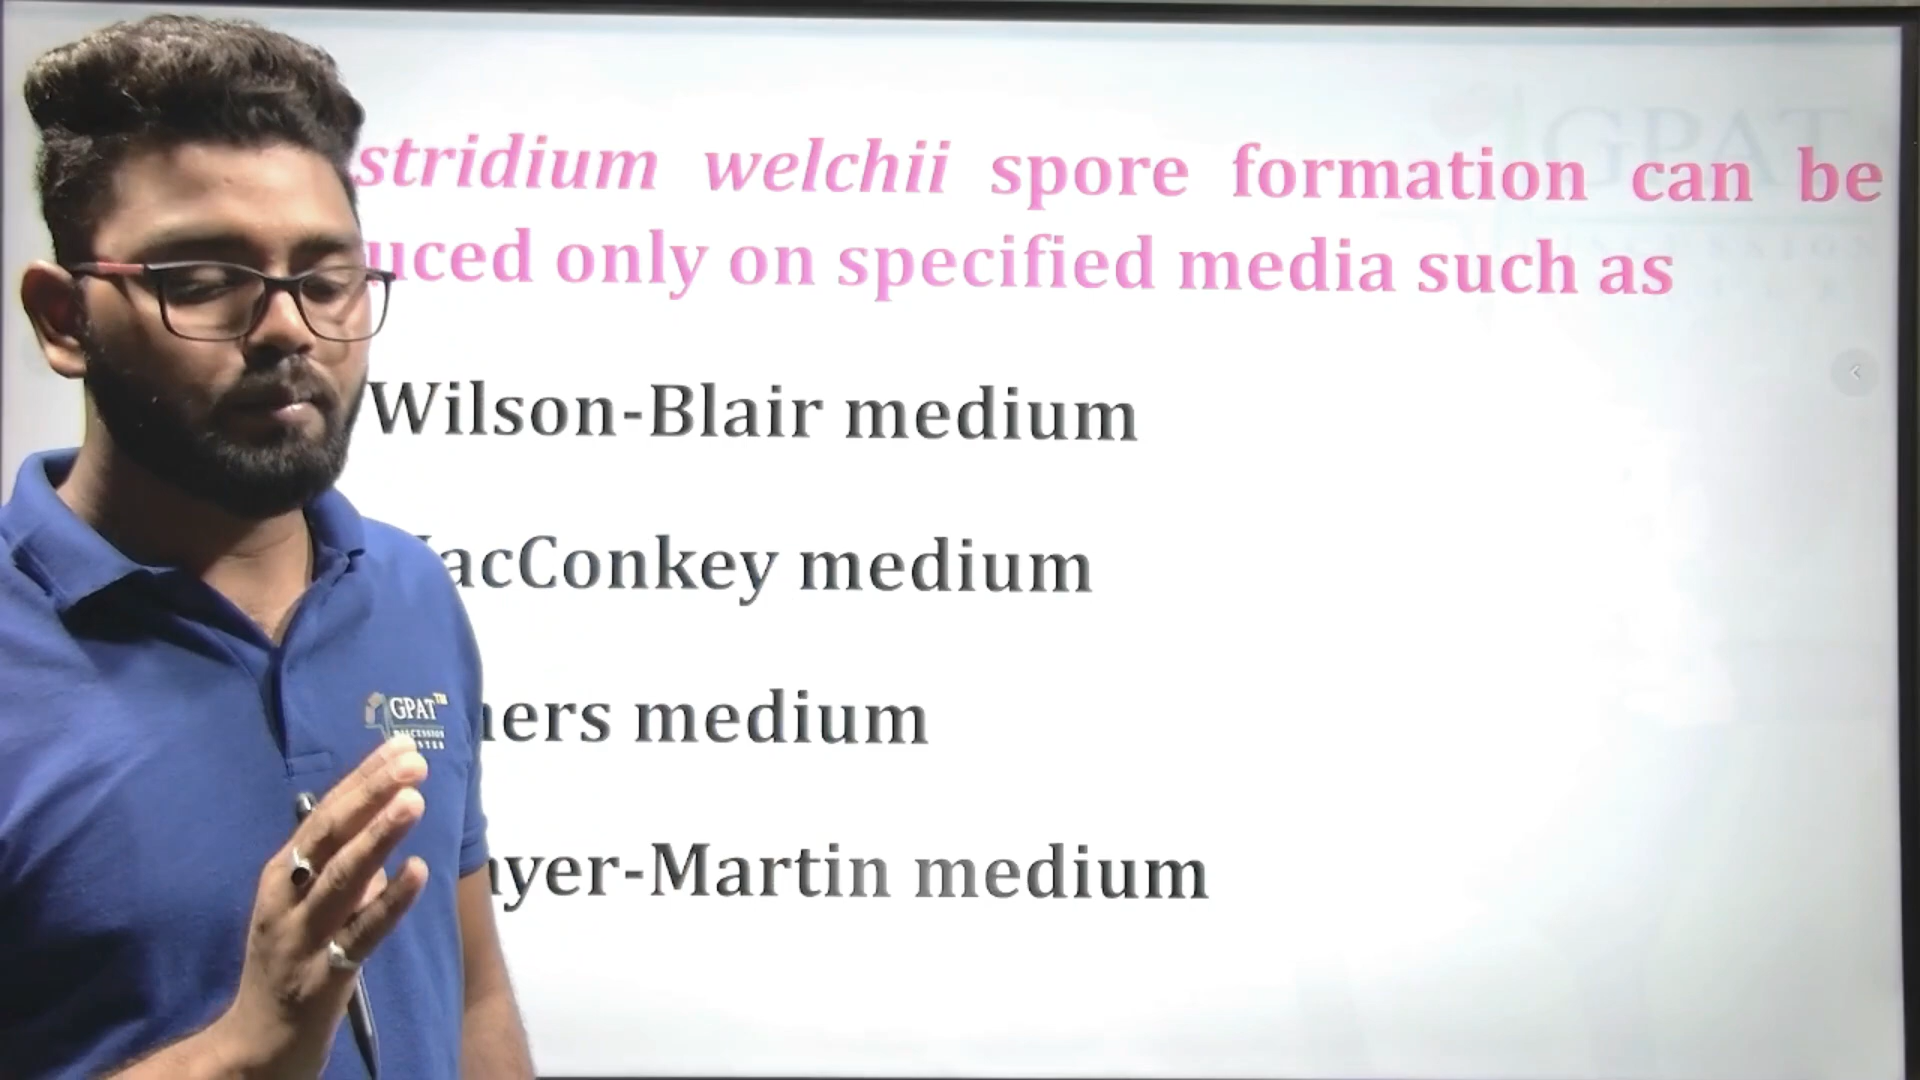 stridium welchii spore formation can be
uced only on specified media such as
Wilson-Blair medium
acConkey medium
ers medium
yer-Martin medium
GPAT™
GPAT